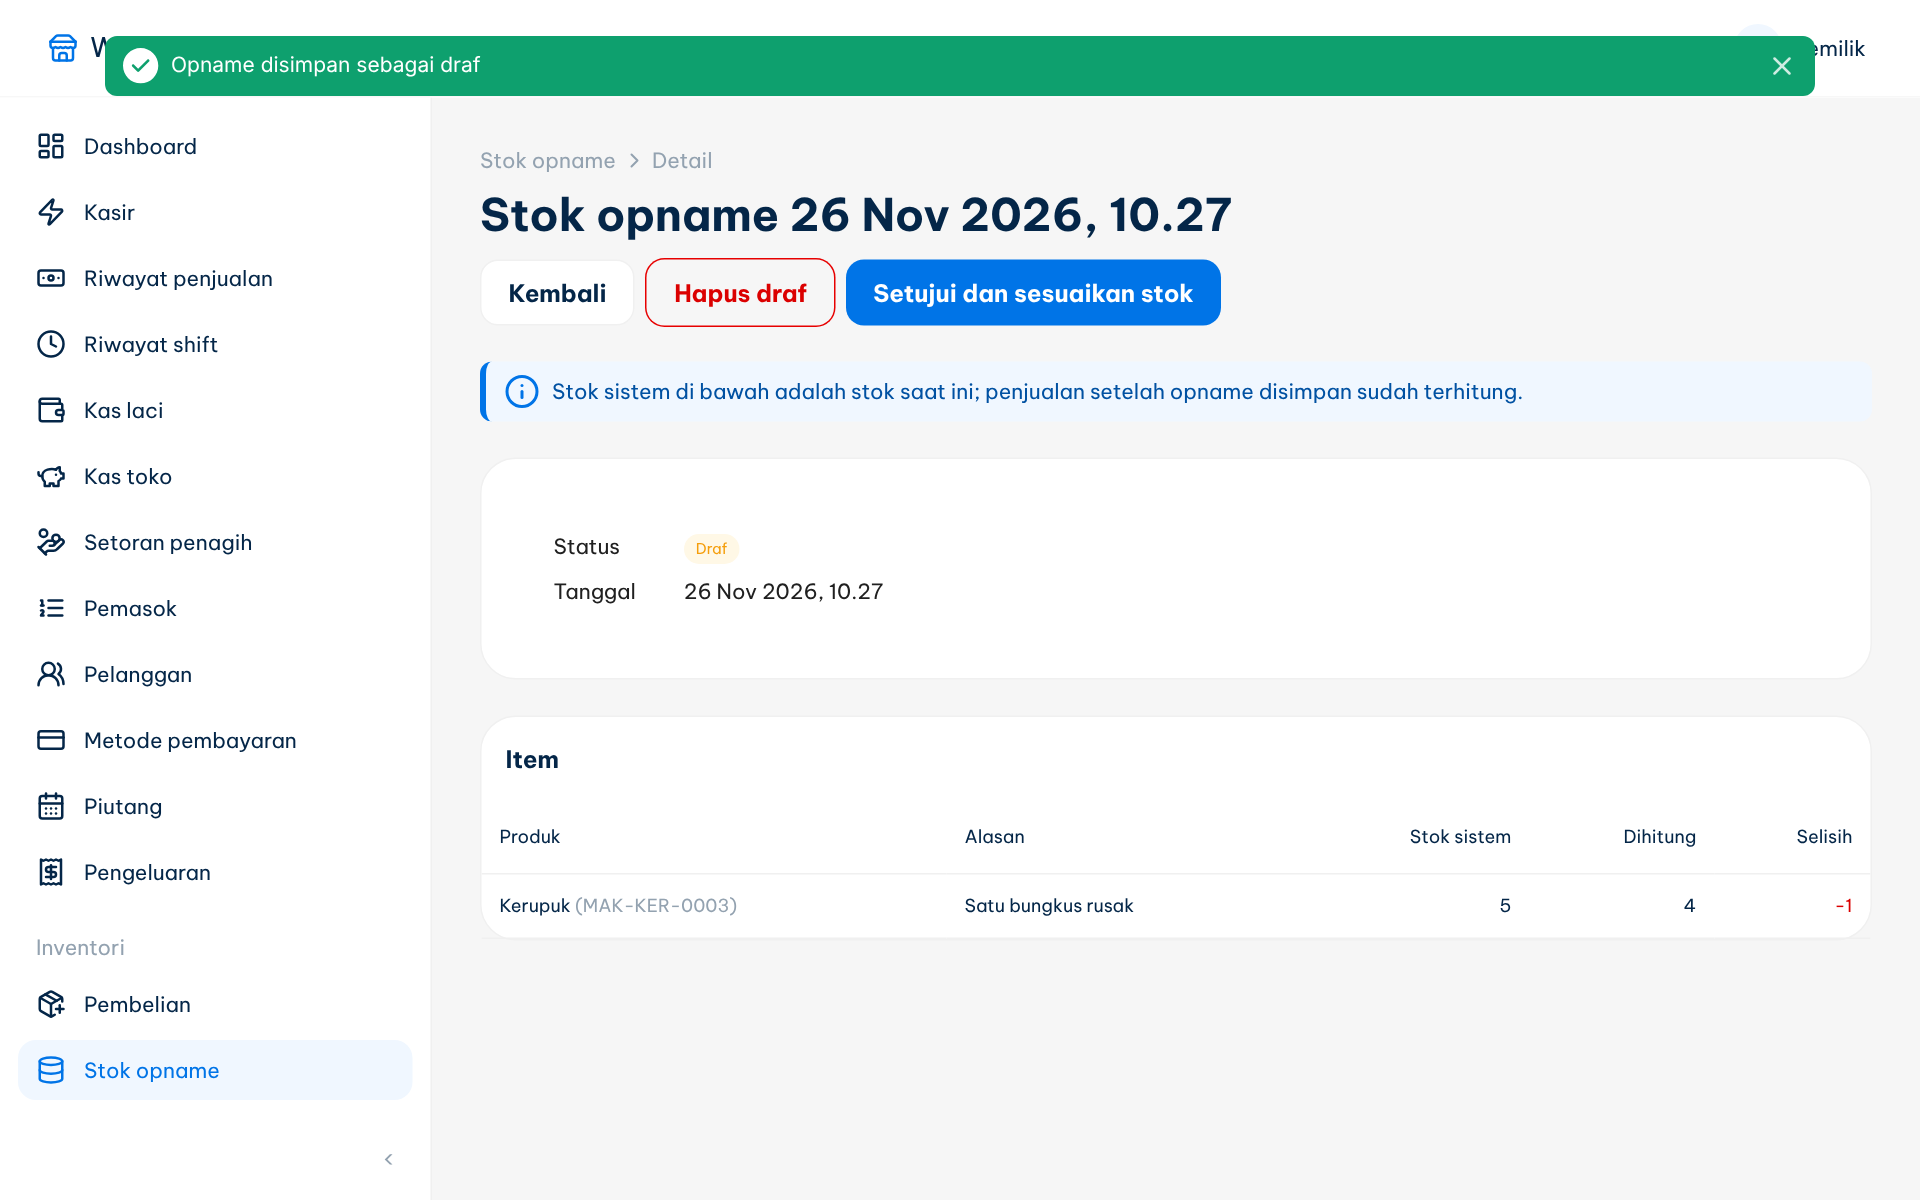 Opname disimpan sebagai draf
Dashboard
Kasir
Riwayat penjualan
Riwayat shift
Kas laci
Kas toko
Setoran penagih
Pemasok
Pelanggan
Metode pembayaran
Piutang
Pengeluaran
Inventori
Pembelian
Stok opname
Stok opname > Detail
Stok opname 26 Nov 2026, 10.27
Kembali
Hapus draf
Setujui dan sesuaikan stok
Stok sistem di bawah adalah stok saat ini; penjualan setelah opname disimpan sudah terhitung.
Status Draf
Tanggal 26 Nov 2026, 10.27
Item
Produk Alasan Stok sistem Dihitung Selisih
Kerupuk (MAK-KER-0003) Satu bungkus rusak 5 4 -1